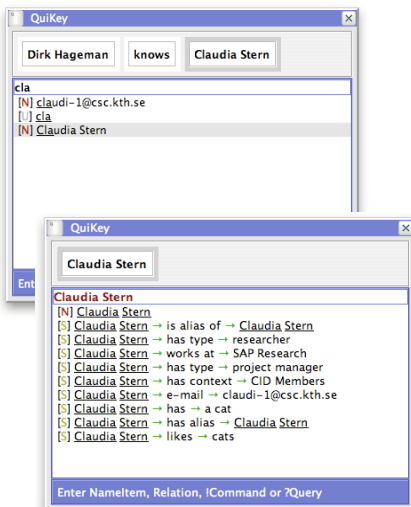 QuiKey
Dirk Hageman knows Claudia Stern
cla
[N] claudi-1@csc.kth.se
[U] cla
[N] Claudia Stern
Ent
QuiKey
Claudia Stern
Claudia Stern
[N] Claudia Stern
[S] Claudia Stern → is alias of → Claudia Stern
[S] Claudia Stern → has type → researcher
[S] Claudia Stern → works at → SAP Research
[S] Claudia Stern → has type → project manager
[S] Claudia Stern → has context → CID Members
[S] Claudia Stern → e-mail → claudi-1@csc.kth.se
[S] Claudia Stern → has → a cat
[S] Claudia Stern → has alias → Claudia Stern
[S] Claudia Stern → likes → cats
Enter NameItem, Relation, !Command or ?Query